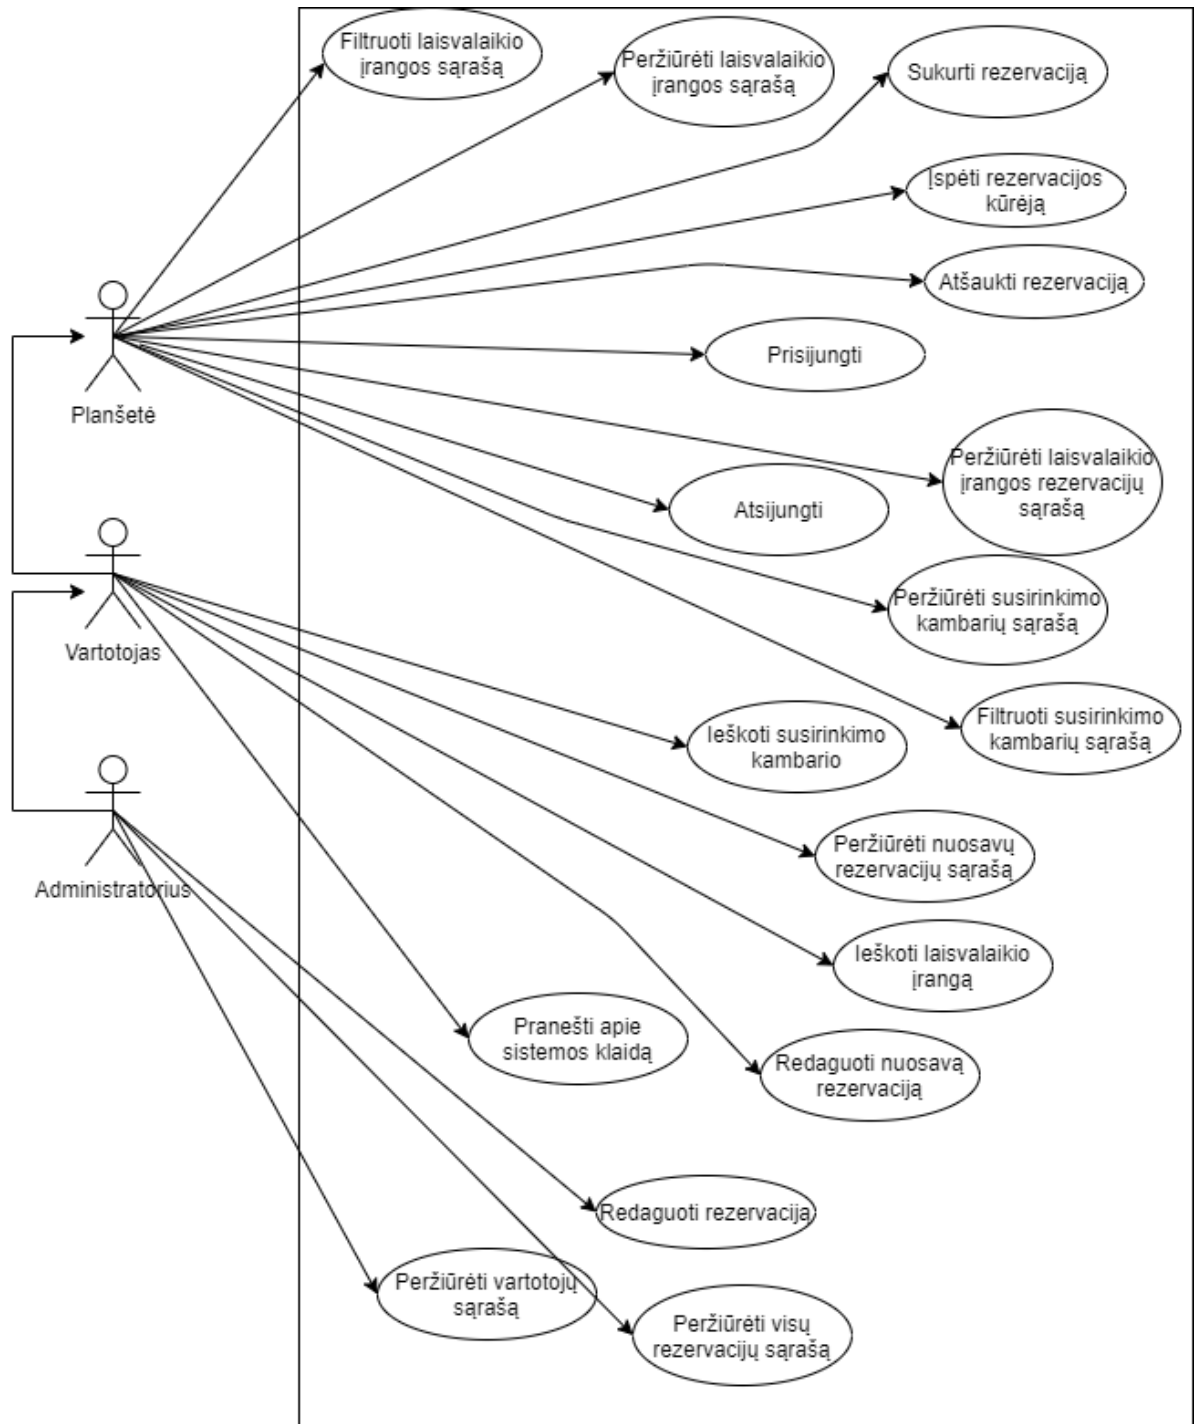 Filtruoti laisvalaikio
įrangos sąrašą
Peržiūrėti laisvalaikio
įrangos sąrašą
Sukurti rezervaciją
Įspėti rezervacijos
kūrėją
Atšaukti rezervaciją
Prisijungti
Planšetė
Peržiūrėti laisvalaikio
įrangos rezervacijų
sąrašą
Atsijungti
Peržiūrėti susirinkimo
kambarių sąrašą
Vartotojas
Filtruoti susirinkimo
kambarių sąrašą
Ieškoti susirinkimo
kambario
Peržiūrėti nuosavų
rezervacijų sąrašą
Administratorius
Ieškoti laisvalaikio
įrangą
Pranešti apie
sistemos klaidą
Redaguoti nuosavą
rezervaciją
Redaguoti rezervaciją
Peržiūrėti vartotojų
sąrašą
Peržiūrėti visų
rezervacijų sąrašą